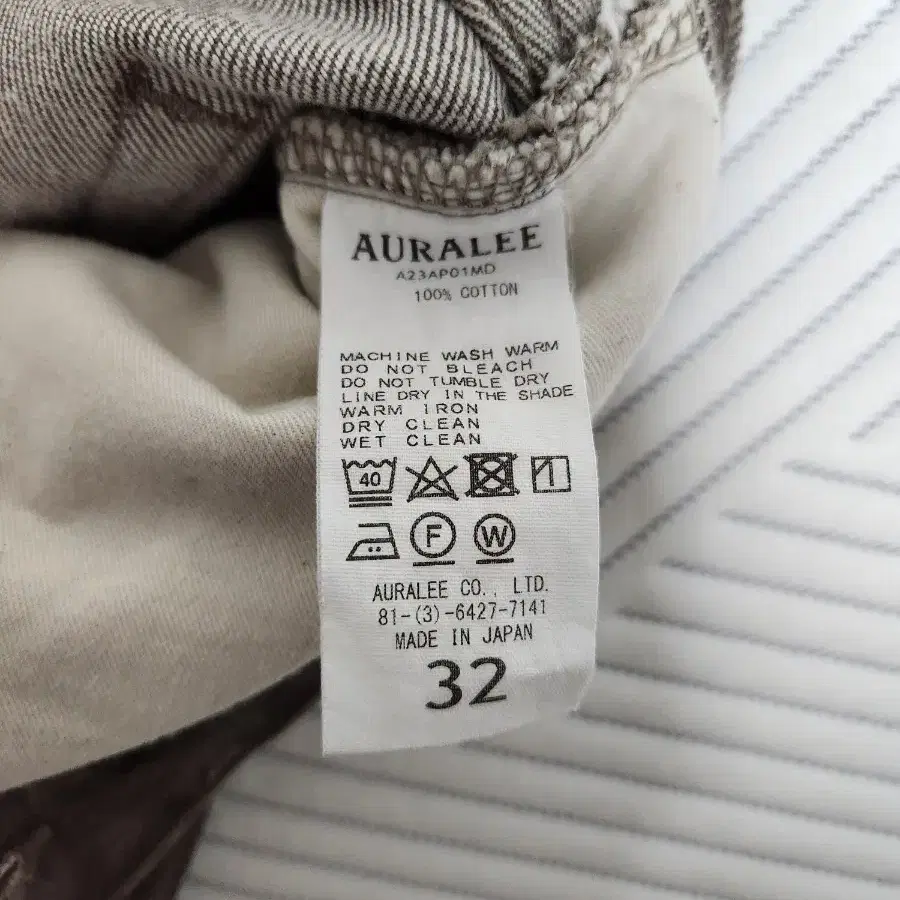 AURALEE
A23AP01MD
100% COTTON
MACHINE WASH WARM
DO NOT BLEACH
DO NOT TUMBLE DRY
LINE DRY IN THE SHADE
WARM IRON
DRY CLEAN
WET CLEAN
40
F W
AURALEE CO., LTD.
81-(3)-6427-7141
MADE IN JAPAN
32